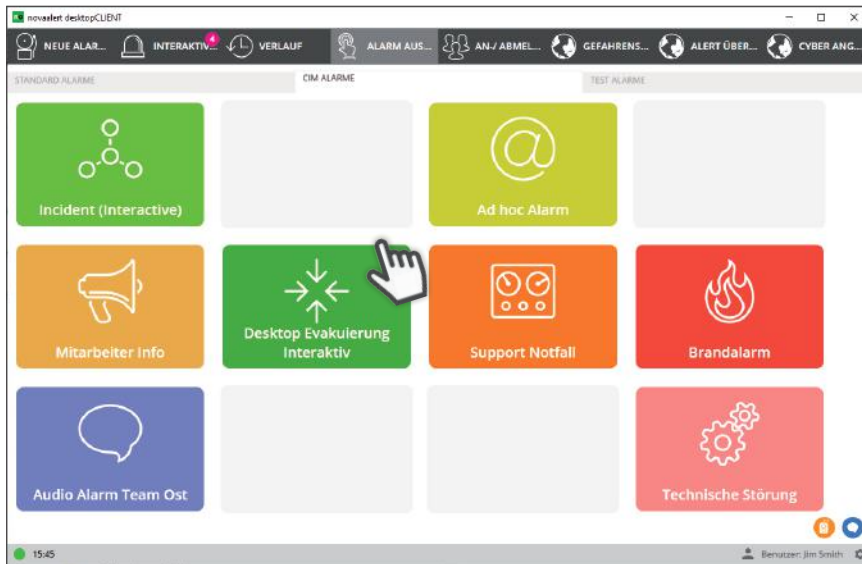 novaalert desktopCLIENT
NEUE ALAR...
INTERAKTIV...
4
VERLAUF
ALARM AUS...
AN-/ ABMEL...
GEFAHRENS...
ALERT ÜBER...
CYBER ANG...
STANDARD ALARME
CIM ALARME
TEST ALARME
Incident (Interactive)
@
Ad hoc Alarm
Mitarbeiter Info
Desktop Evakuierung
Interaktiv
Support Notfall
Brandalarm
Audio Alarm Team Ost
Technische Störung
15:45
Benutzer: Jim Smith